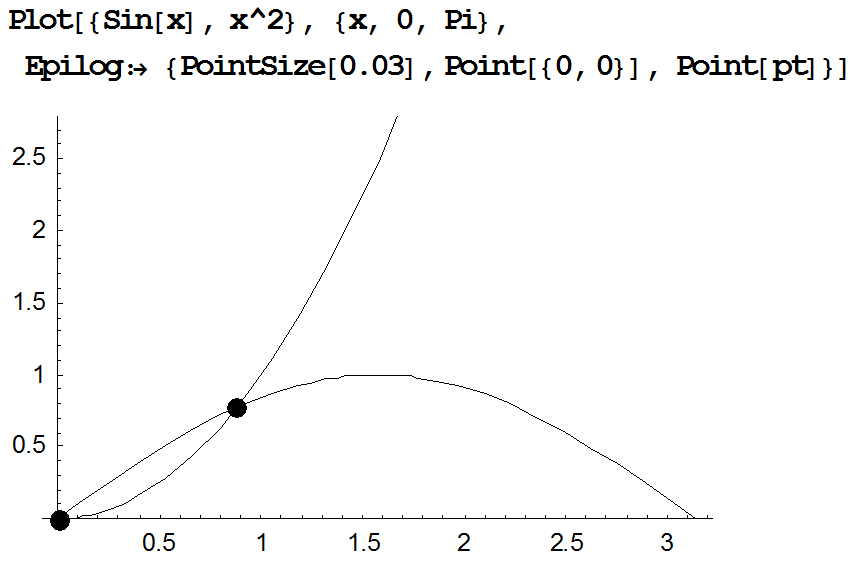 Plot[{Sin[x], x^2}, {x, 0, Pi},
Epilog:→ {PointSize[0.03], Point[{0, 0}], Point[pt]}]
2.5
2
1.5
1
0.5
0.5 1 1.5 2 2.5 3